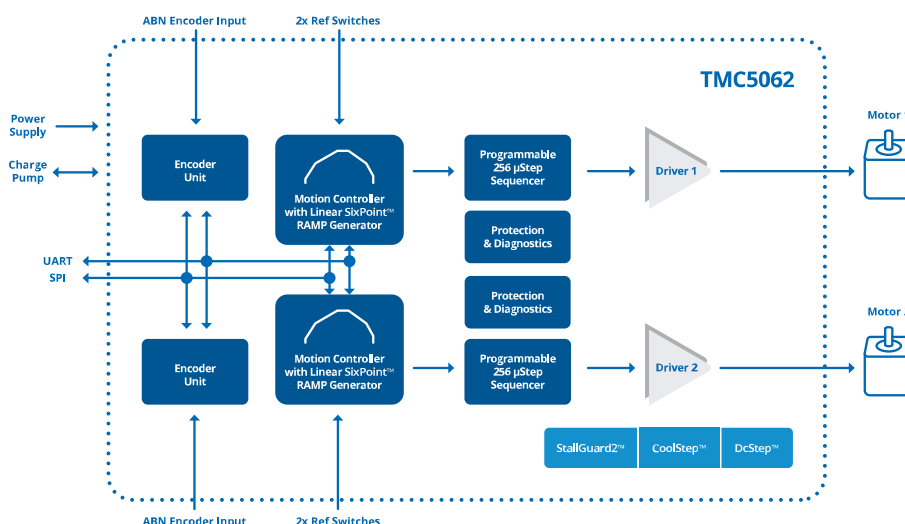 ABN Encoder Input
2x Ref Switches
TMC5062
Power
Supply
Charge
Pump
Encoder
Unit
Motion Controller
with Linear SixPoint™
RAMP Generator
Programmable
256 µStep
Sequencer
Driver 1
Motor
Protection
& Diagnostics
UART
SPI
Protection
& Diagnostics
Encoder
Unit
Motion Controller
with Linear SixPoint™
RAMP Generator
Programmable
256 µStep
Sequencer
Driver 2
Motor
StallGuard2™
CoolStep™
DcStep™
ABN Encoder Input
2x Ref Switches